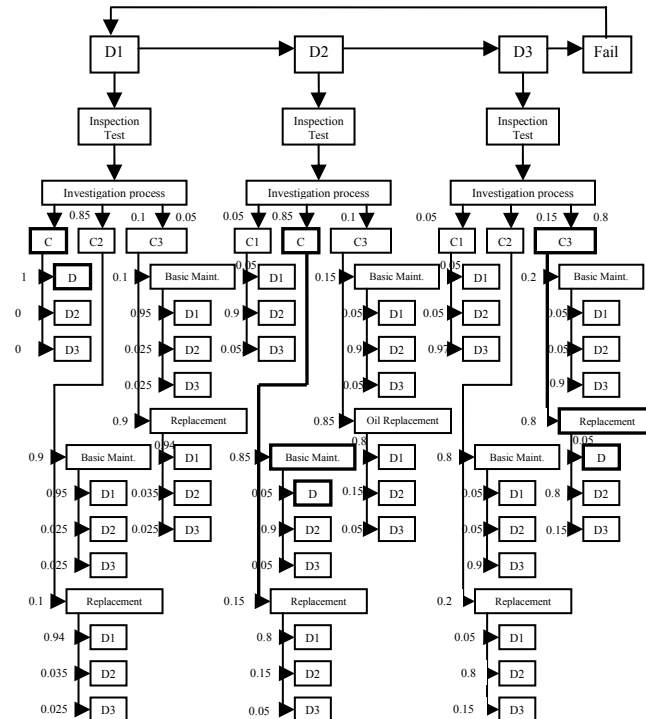 D1 D2 D3 Fail
Inspection Test
Inspection Test
Inspection Test
Investigation process
Investigation process
Investigation process
0.85 0.1 0.05
0.05 0.85 0.1
0.05 0.15 0.8
C C2 C3
C1 C C3
C1 C2 C3
1 D
0 D2
0 D3
0.1 Basic Maint.
0.95 D1
0.025 D2
0.025 D3
0.9 Replacement
0.94 D1
0.035 D2
0.025 D3
0.9 Basic Maint.
0.95 D1
0.025 D2
0.025 D3
0.1 Replacement
0.94 D1
0.035 D2
0.025 D3
0.05 D1
0.9 D2
0.05 D3
0.15 Basic Maint.
0.05 D1
0.9 D2
0.05 D3
0.85 Oil Replacement
0.8 D1
0.15 D2
0.05 D3
0.85 Basic Maint.
0.05 D
0.9 D2
0.05 D3
0.15 Replacement
0.8 D1
0.15 D2
0.05 D3
0.05 D1
0.05 D2
0.97 D3
0.2 Basic Maint.
0.05 D1
0.05 D2
0.9 D3
0.8 Replacement
0.05 D
0.8 D2
0.15 D3
0.8 Basic Maint.
0.05 D1
0.05 D2
0.9 D3
0.2 Replacement
0.05 D1
0.8 D2
0.15 D3